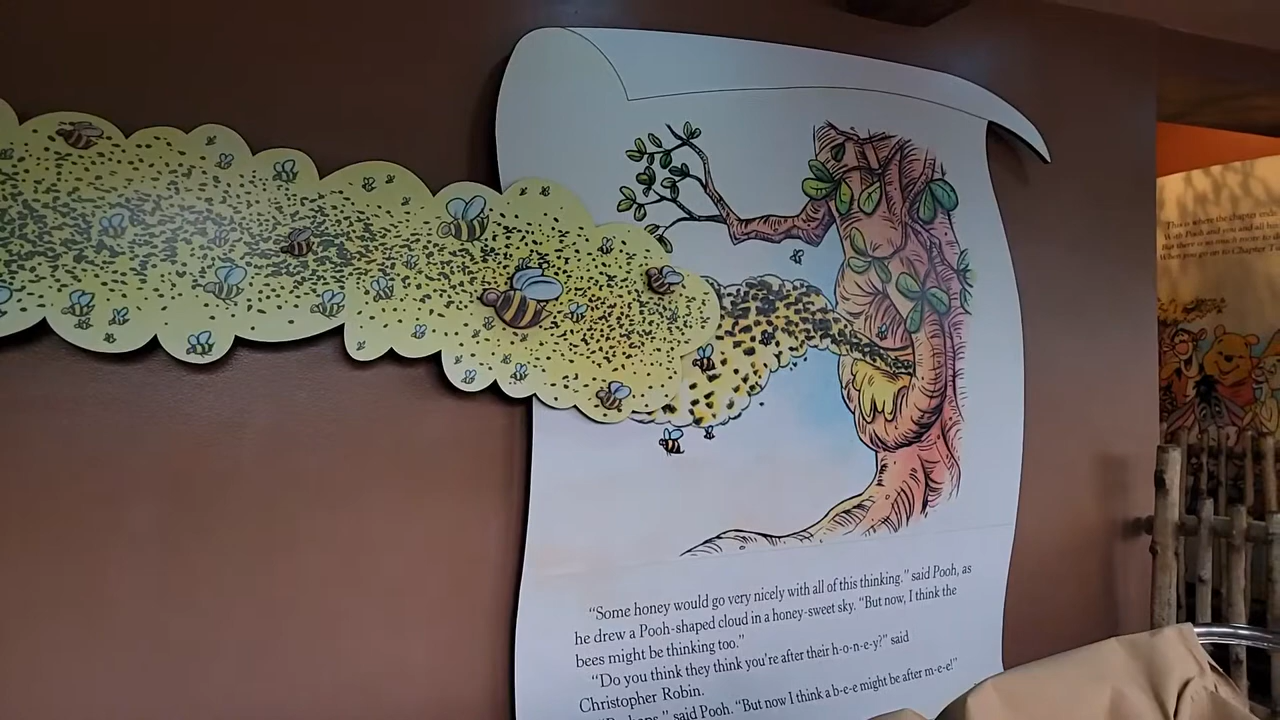 "Some honey would go very nicely with all of this thinking." said Pooh, as
he drew a Pooh-shaped cloud in a honey-sweet sky. "But now, I think the
bees might be thinking too."
"Do you think they think you're after their h-o-n-e-y?" said
Christopher Robin.
said Pooh. "But now I think a b-e-e might be after m-e-e!"
This is where the chapter ends
With Pooh and you and all
But there is so much more to
When you go on to Chapter